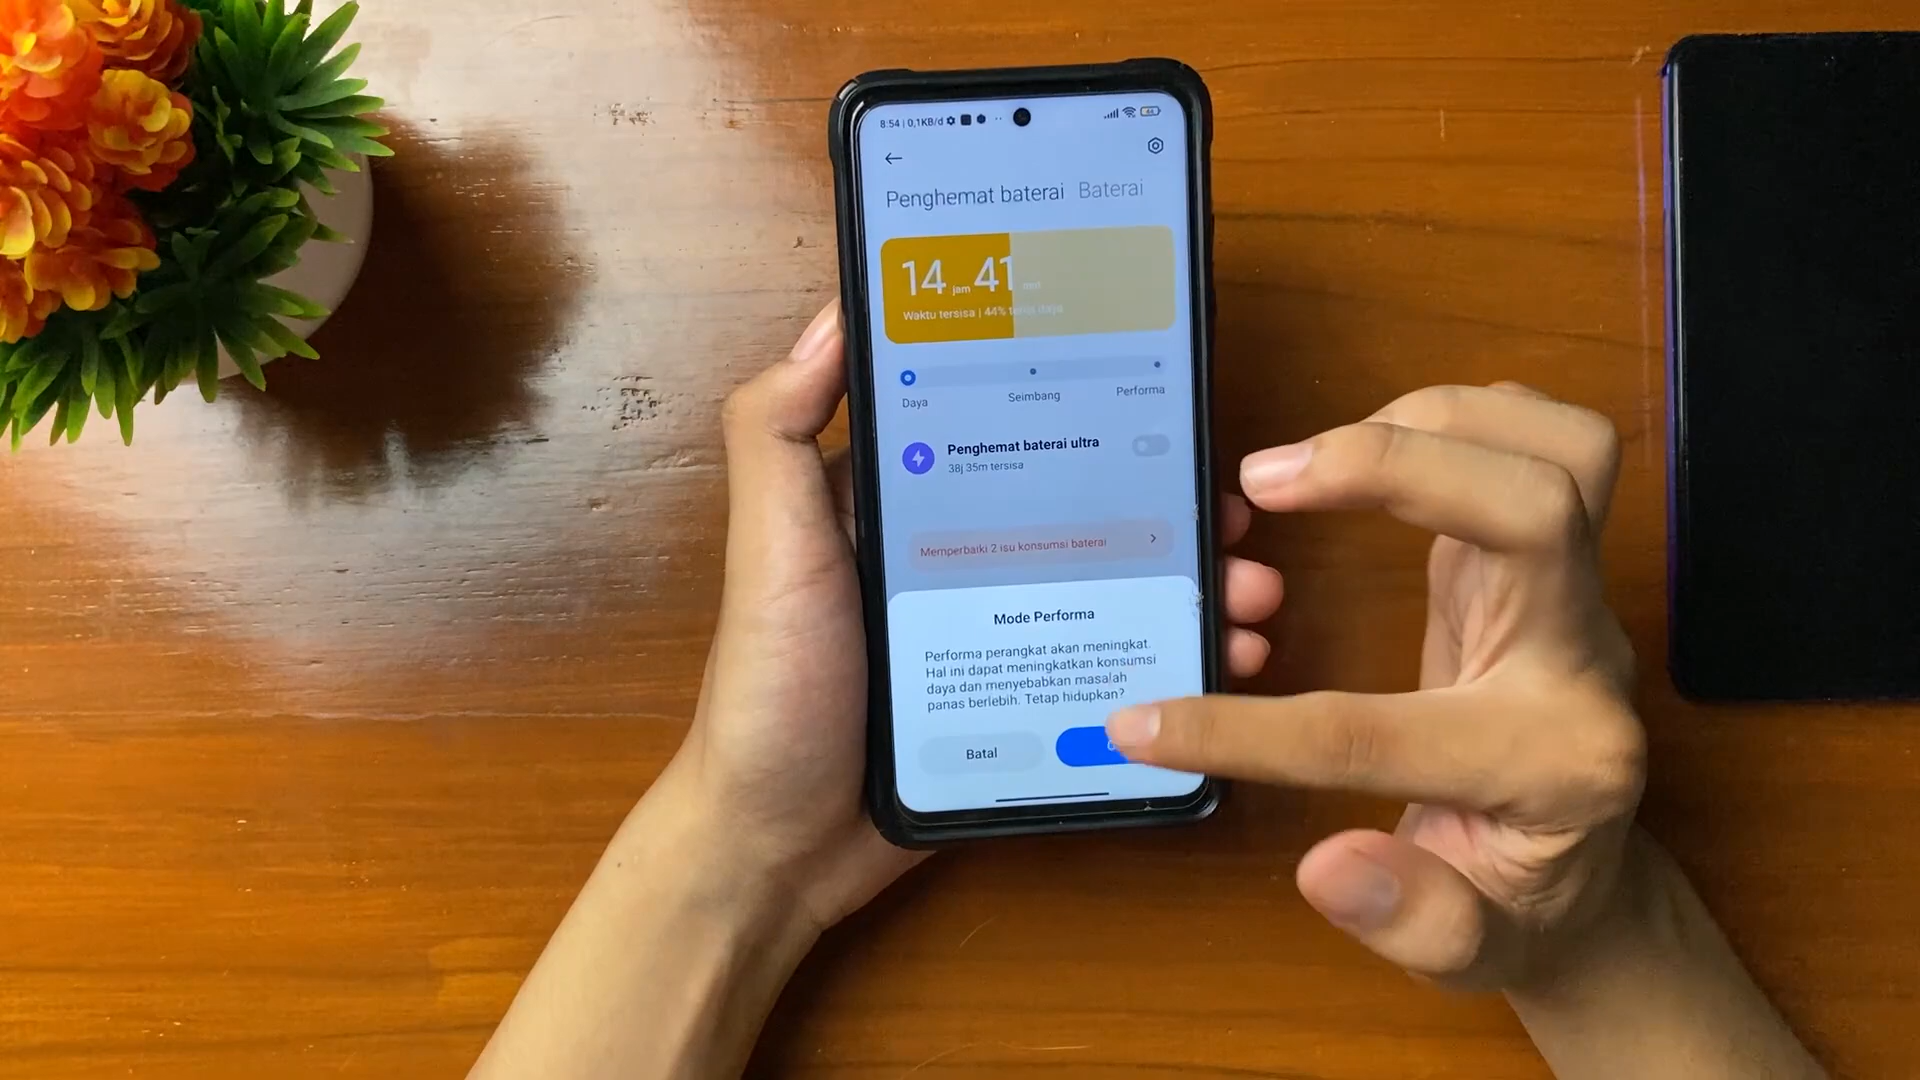 8:54 | 0,1KB/d
44
Penghemat baterai Baterai
14 jam 41
Waktu tersisa | 44%
Daya Seimbang Performa
Penghemat baterai ultra
38j 35m tersisa
Memperbaiki 2 isu konsumsi baterai
Mode Performa
Performa perangkat akan meningkat.
Hal ini dapat meningkatkan konsumsi
daya dan menyebabkan masalah
panas berlebih. Tetap hidupkan?
Batal